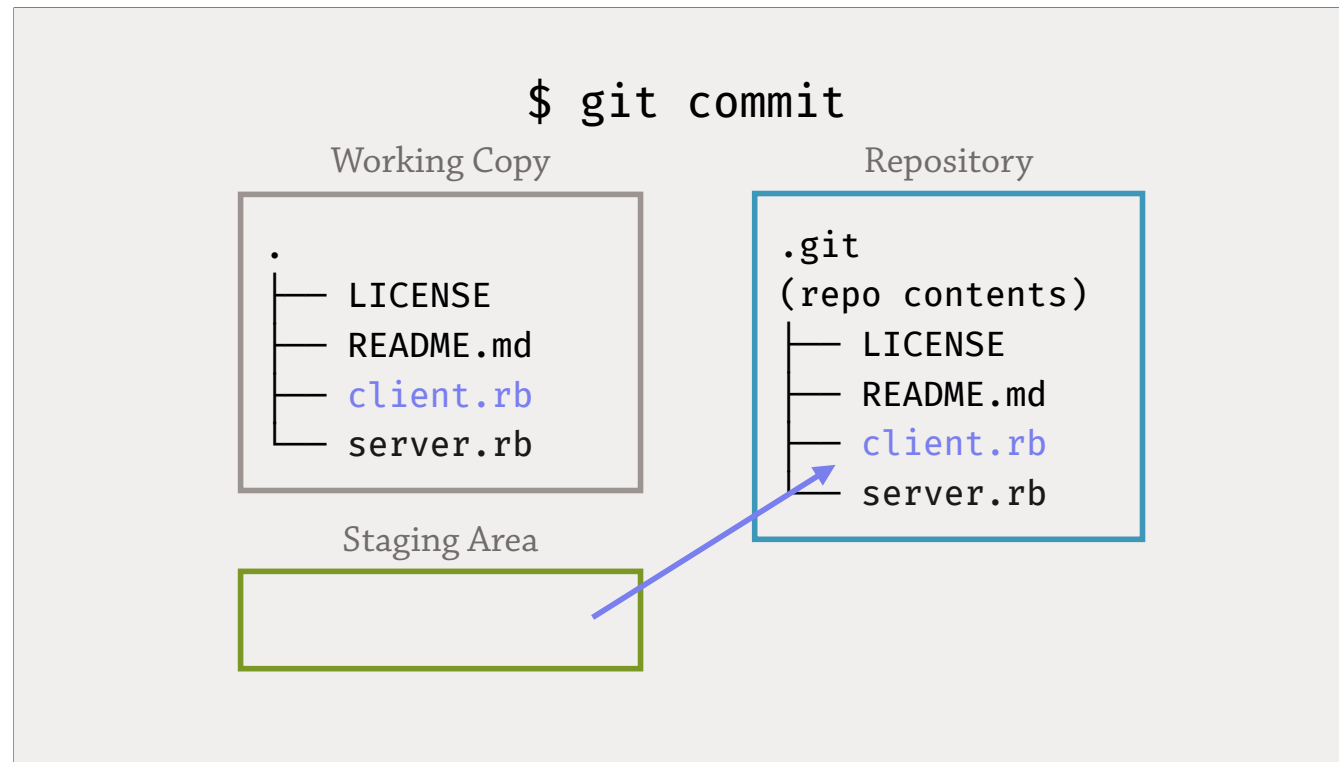 $ git commit
Working Copy
.
├── LICENSE
├── README.md
├── client.rb
└── server.rb
Staging Area
Repository
.git
(repo contents)
├── LICENSE
├── README.md
├── client.rb
└── server.rb